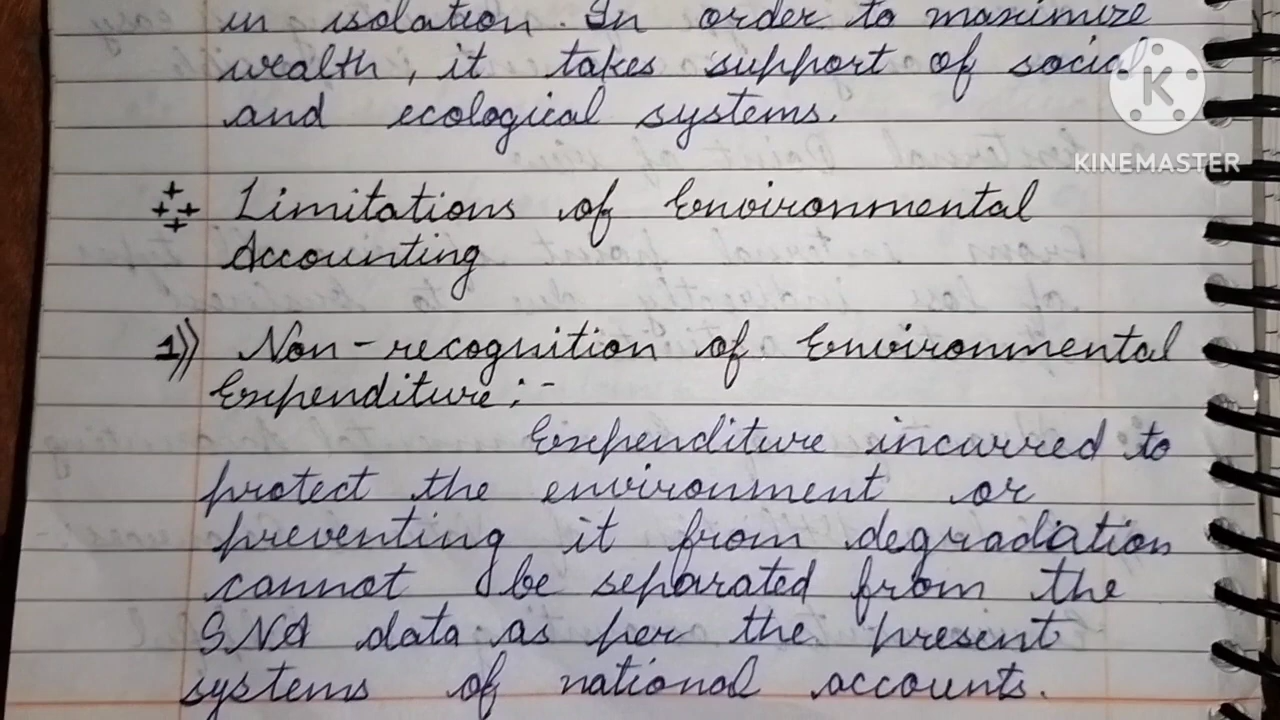 in isolation. In order to maximize
wealth, it takes support of social
and ecological systems.
Limitations of Environmental
Accounting
1)) Non-recognition of Environmental
Expenditure:-
Expenditure incurred to
protect the environment or
preventing it from degradation
cannot be separated from the
SNA data as per the present
systems of national accounts.
K
KINEMASTER